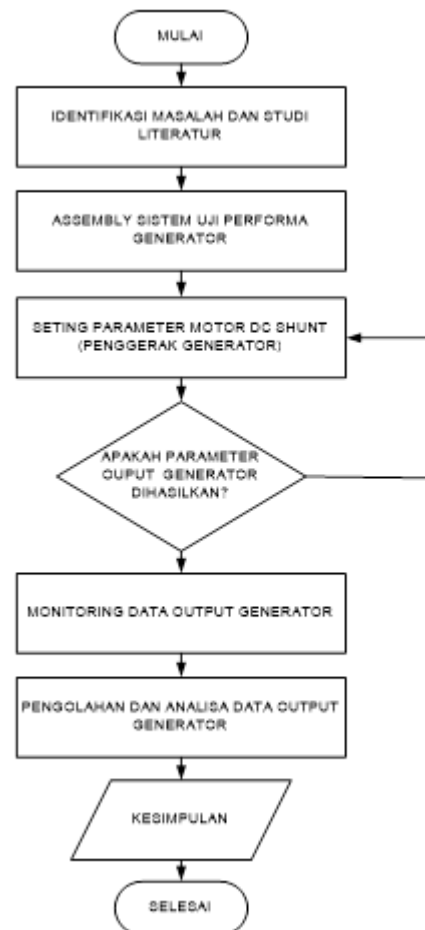 MULAI
IDENTIFIKASI MASALAH DAN STUDI
LITERATUR
ASSEMBLY SISTEM UJI PERFORMA
GENERATOR
SETING PARAMETER MOTOR DC SHUNT
(PENGGERAK GENERATOR)
APAKAH PARAMETER
OUPUT GENERATOR
DIHASILKAN?
MONITORING DATA OUTPUT GENERATOR
PENGOLAHAN DAN ANALISA DATA OUTPUT
GENERATOR
KESIMPULAN
SELESAI